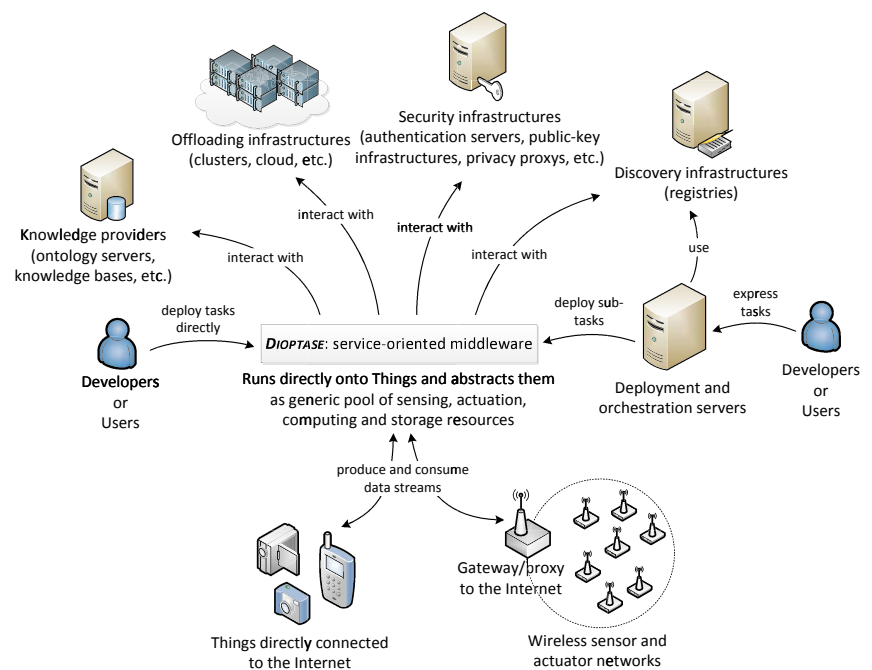 Security infrastructures
(authentication servers, public-key
infrastructures, privacy proxys, etc.)
Offloading infrastructures
(clusters, cloud, etc.)
Discovery infrastructures
(registries)
Knowledge providers
(ontology servers,
knowledge bases, etc.)
interact with
interact with
interact with
interact with
use
deploy tasks
directly
deploy sub-
tasks
express
tasks
DIOPTASE: service-oriented middleware
Developers
or
Users
Runs directly onto Things and abstracts them
as generic pool of sensing, actuation,
computing and storage resources
Deployment and
orchestration servers
Developers
or
Users
produce and consume
data streams
Gateway/proxy
to the Internet
Things directly connected
to the Internet
Wireless sensor and
actuator networks